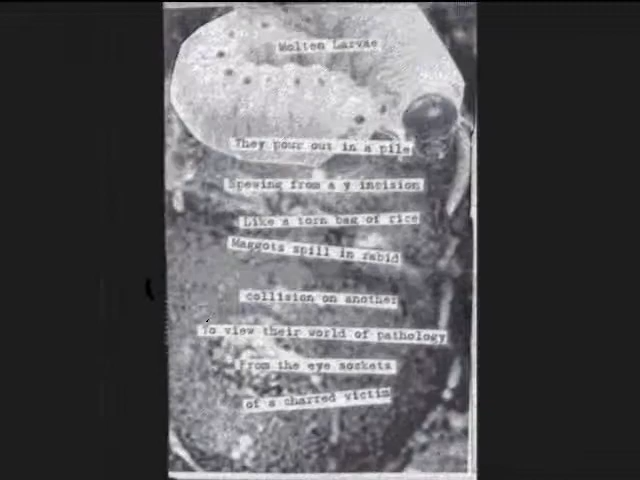 Molten Larvae
They pour out in a pile
Spewing from a y incision
Like a torn bag of rice
Maggots spill in rabid
collision on another
To view their world of pathology
From the eye sockets
of a charred victim